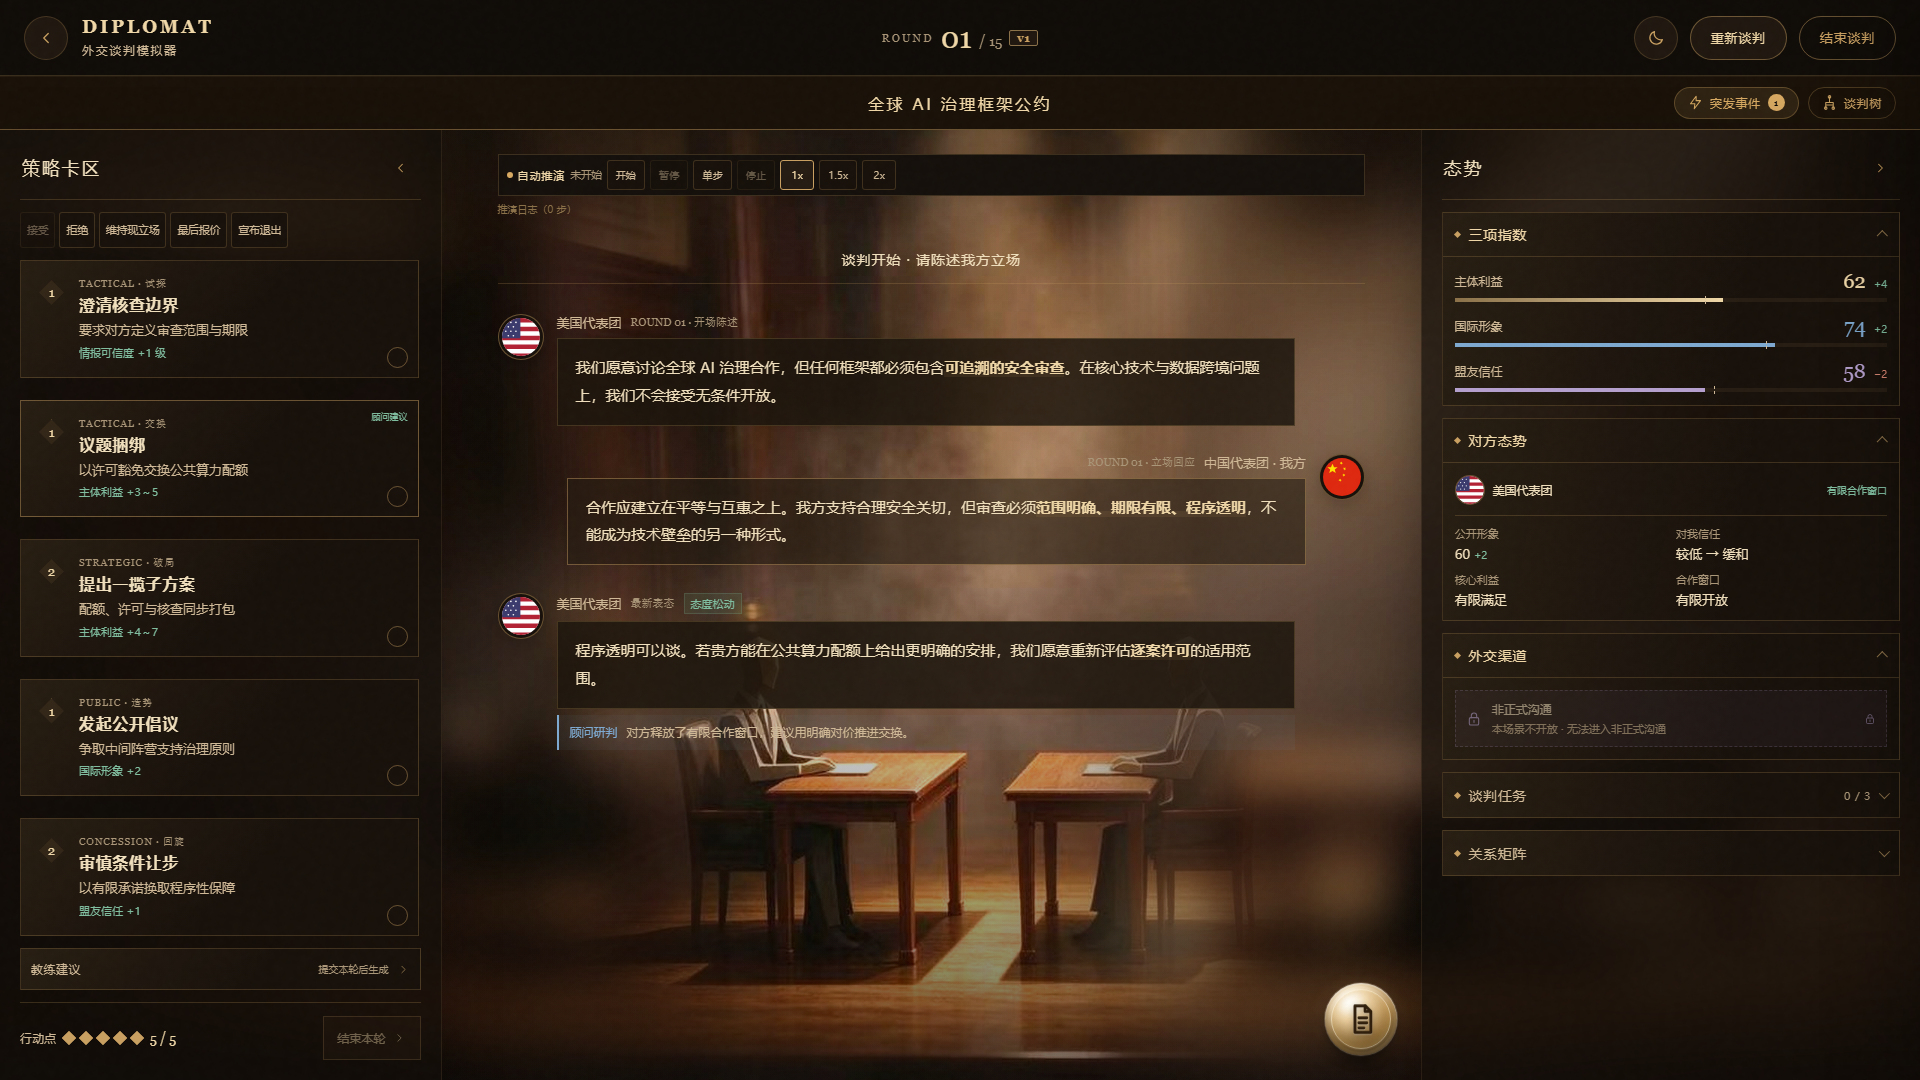 DIPLOMAT
外交谈判模拟器
ROUND 01 / 15 v1
重新谈判
结束谈判
全球 AI 治理框架公约
突发事件 1
谈判树
策略卡区
接受
拒绝
维持现立场
最后报价
宣布退出
1
TACTICAL · 试探
澄清核查边界
要求对方定义审查范围与期限
情报可信度 +1 级
1
TACTICAL · 交换
顾问建议
议题捆绑
以许可豁免交换公共算力配额
主体利益 +3～5
2
STRATEGIC · 破局
提出一揽子方案
配额、许可与核查同步打包
主体利益 +4～7
1
PUBLIC · 造势
发起公开倡议
争取中间阵营支持治理原则
国际形象 +2
2
CONCESSION · 回旋
审慎条件让步
以有限承诺换取程序性保障
盟友信任 +1
教练建议
提交本轮后生成
行动点
5 / 5
结束本轮
自动推演 未开始 开始 暂停 单步 停止 1x 1.5x 2x
推演日志（0 步）
谈判开始 · 请陈述我方立场
美国代表团 ROUND 01 · 开场陈述
我们愿意讨论全球 AI 治理合作，但任何框架都必须包含可追溯的安全审查。在核心技术与数据跨境问题
上，我们不会接受无条件开放。
ROUND 01 · 立场回应 中国代表团 · 我方
合作应建立在平等与互惠之上。我方支持合理安全关切，但审查必须范围明确、期限有限、程序透明，不
能成为技术壁垒的另一种形式。
美国代表团 最新表态 态度松动
程序透明可以谈。若贵方能在公共算力配额上给出更明确的安排，我们愿意重新评估逐案许可的适用范
围。
顾问研判 对方释放了有限合作窗口，建议用明确对价推进交换。
态势
三项指数
主体利益 62 +4
国际形象 74 +2
盟友信任 58 −2
对方态势
美国代表团 有限合作窗口
公开形象 对我信任
60 +2 较低 → 缓和
核心利益 合作窗口
有限满足 有限开放
外交渠道
非正式沟通
本场景不开放 · 无法进入非正式沟通
谈判任务 0 / 3
关系矩阵